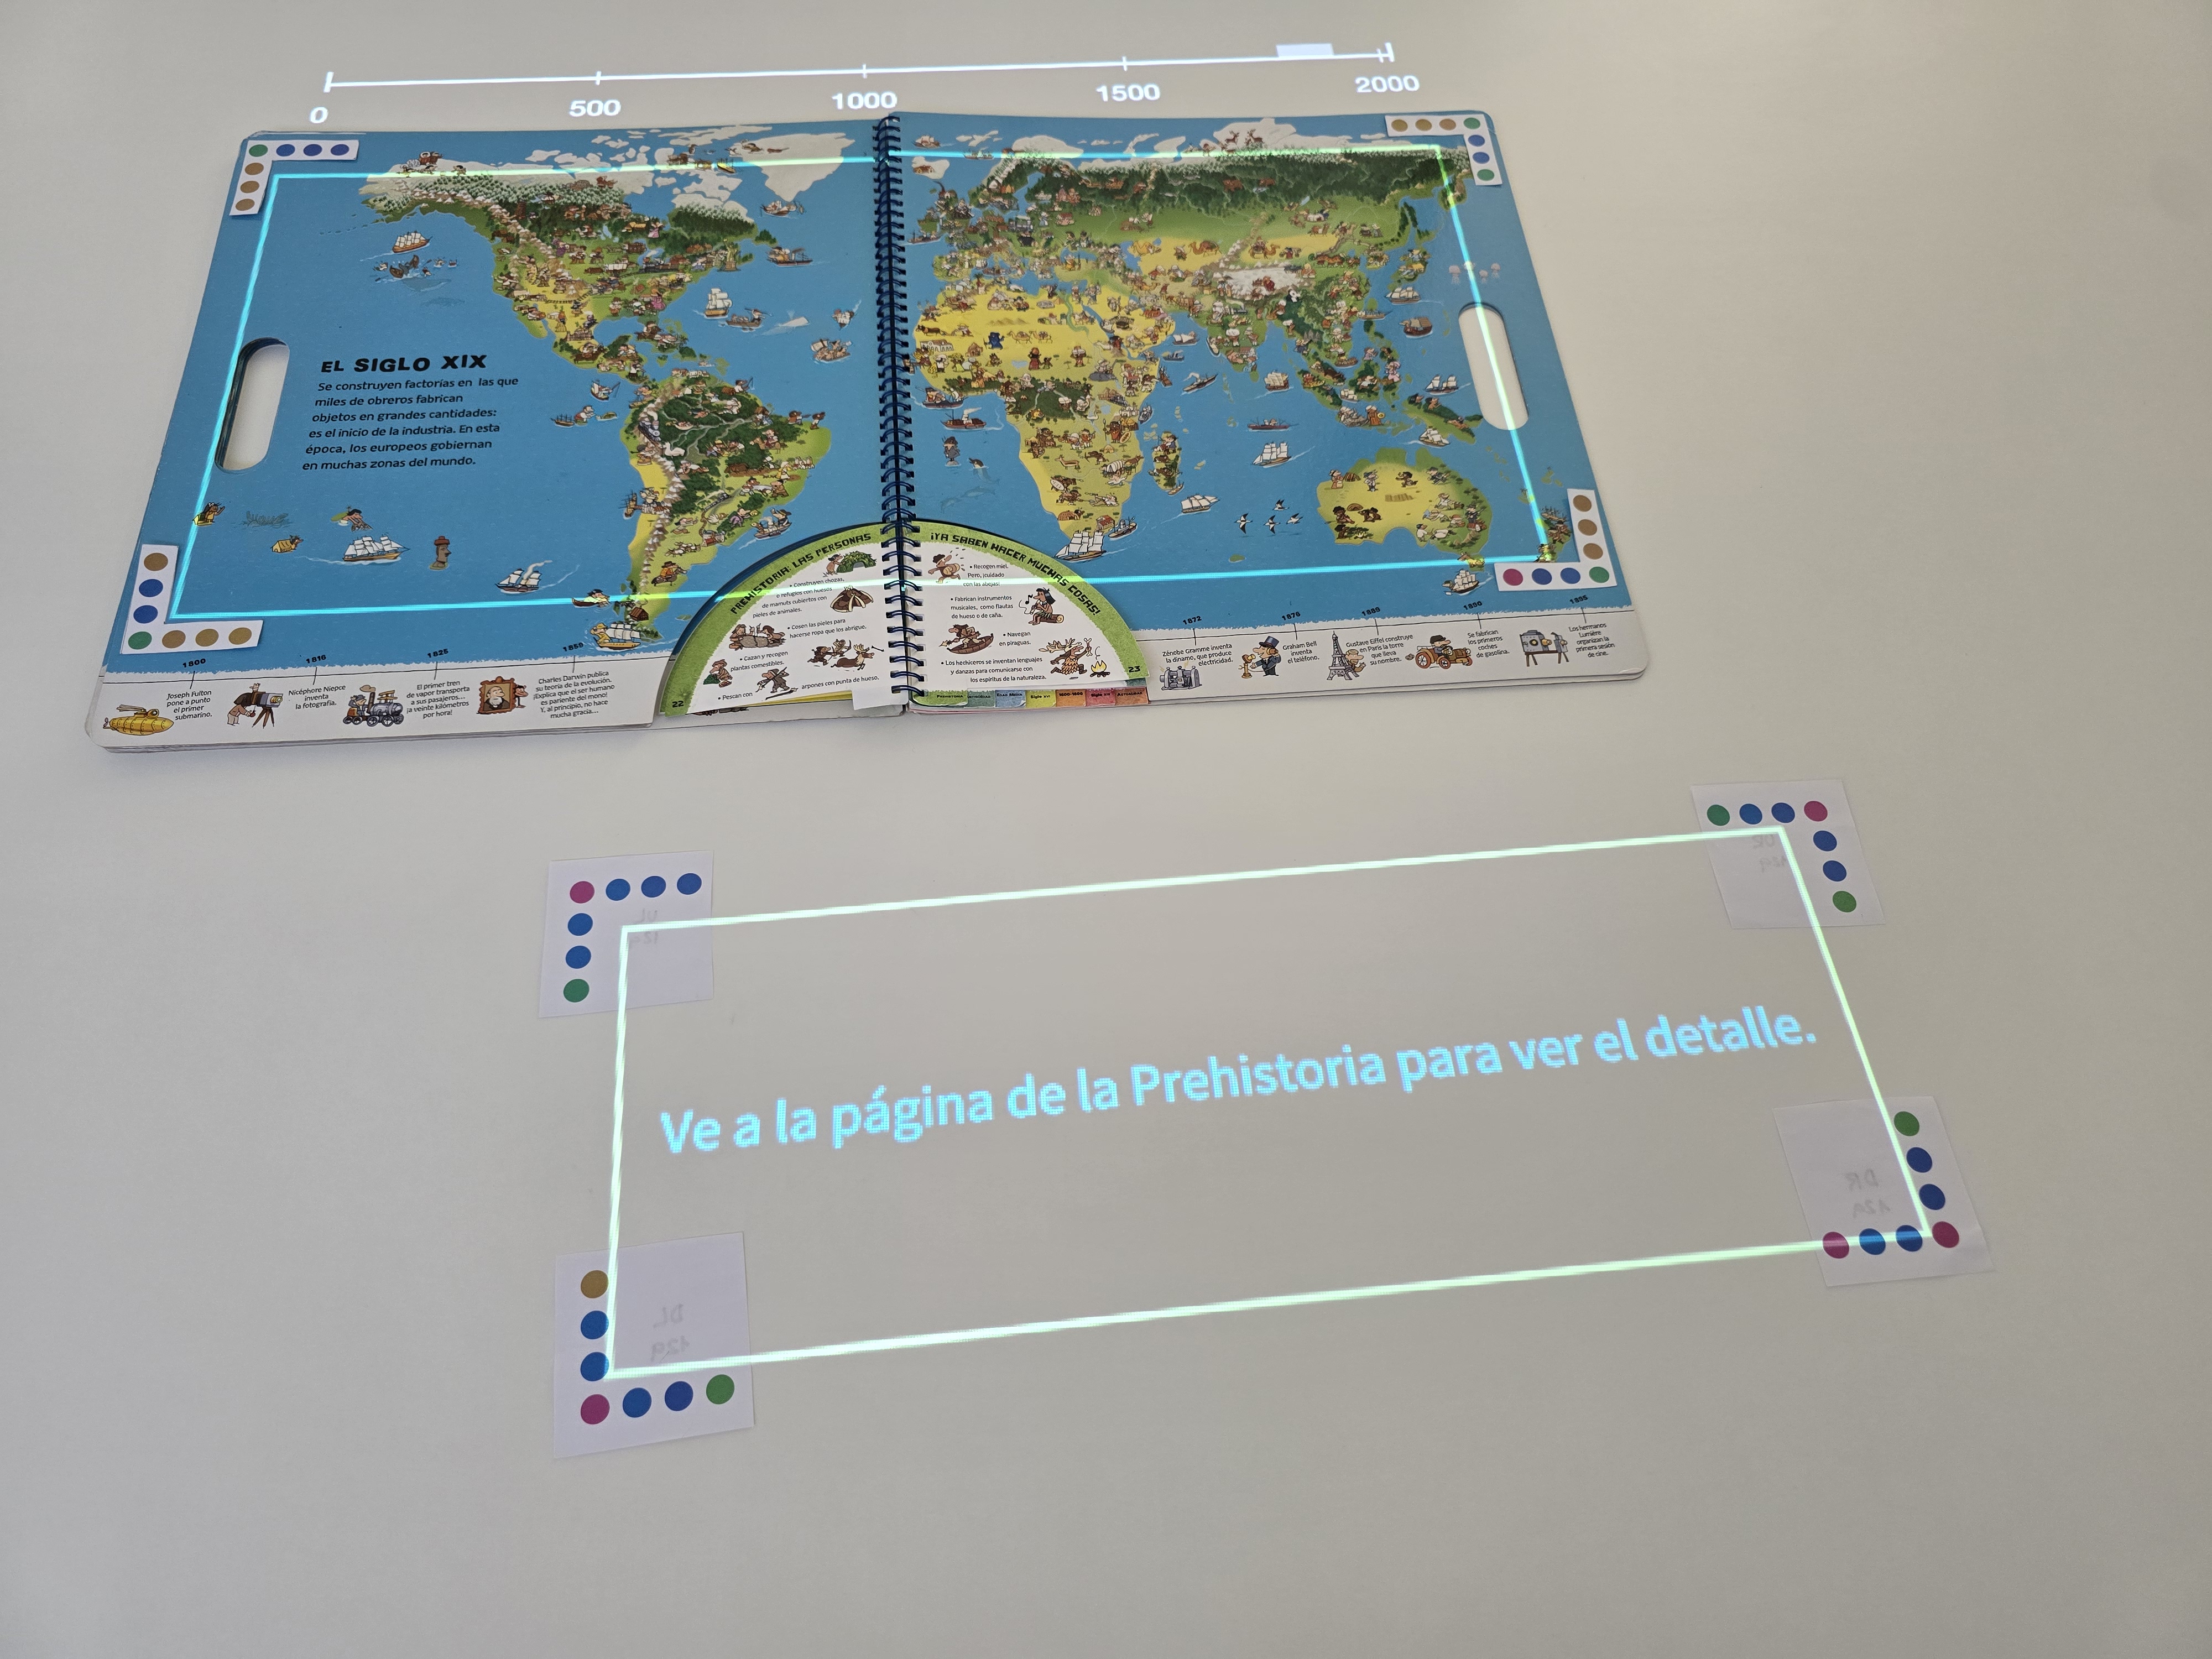 0 500 1000 1500 2000
EL SIGLO XIX
Se construyen factorías en las que
miles de obreros fabrican
objetos en grandes cantidades:
es el inicio de la industria. En esta
época, los europeos gobiernan
en muchas zonas del mundo.
PREHISTORIA: LAS PERSONAS
• Construyen chozas,
o refugios con huesos
de mamuts cubiertos con
pieles de animales.
• Cosen las pieles para
hacerse ropa que los abrigue.
• Cazan y recogen
plantas comestibles.
• Pescan con
arpones con punta de hueso.
22
¡YA SABEN HACER MUCHAS COSAS!
• Recogen miel.
Pero, ¡cuidado
con las abejas!
• Fabrican instrumentos
musicales, como flautas
de hueso o de caña.
• Navegan
en piraguas.
• Los hechiceros se inventan lenguajes
y danzas para comunicarse con
los espíritus de la naturaleza.
23
1800
Joseph Fulton
pone a punto
el primer
submarino.
1816
Nicéphore Niepce
inventa
la fotografía.
1825
El primer tren
de vapor transporta
a sus pasajeros...
¡a veinte kilómetros
por hora!
1859
Charles Darwin publica
su teoría de la evolución.
¡Explica que el ser humano
es pariente del mono!
Y, al principio, no hace
mucha gracia...
1872
Zénobe Gramme inventa
la dinamo, que produce
electricidad.
1876
Graham Bell
inventa
el teléfono.
1889
Gustave Eiffel construye
en París la torre
que lleva
su nombre.
1890
Se fabrican
los primeros
coches
de gasolina.
1895
Los hermanos
Lumière
organizan la
primera sesión
de cine.
UL
129
UR
129
Ve a la página de la Prehistoria para ver el detalle.
DR
129
DL
129